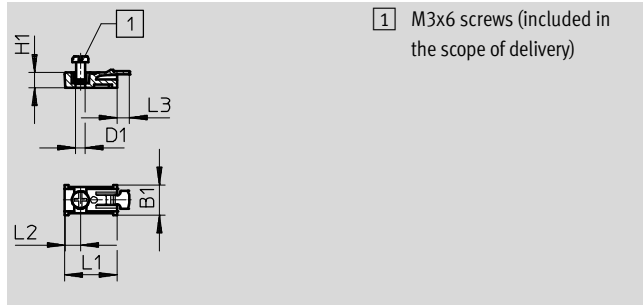 1
1 M3x6 screws (included in
the scope of delivery)
H1
L3
D1
B1
L2
L1